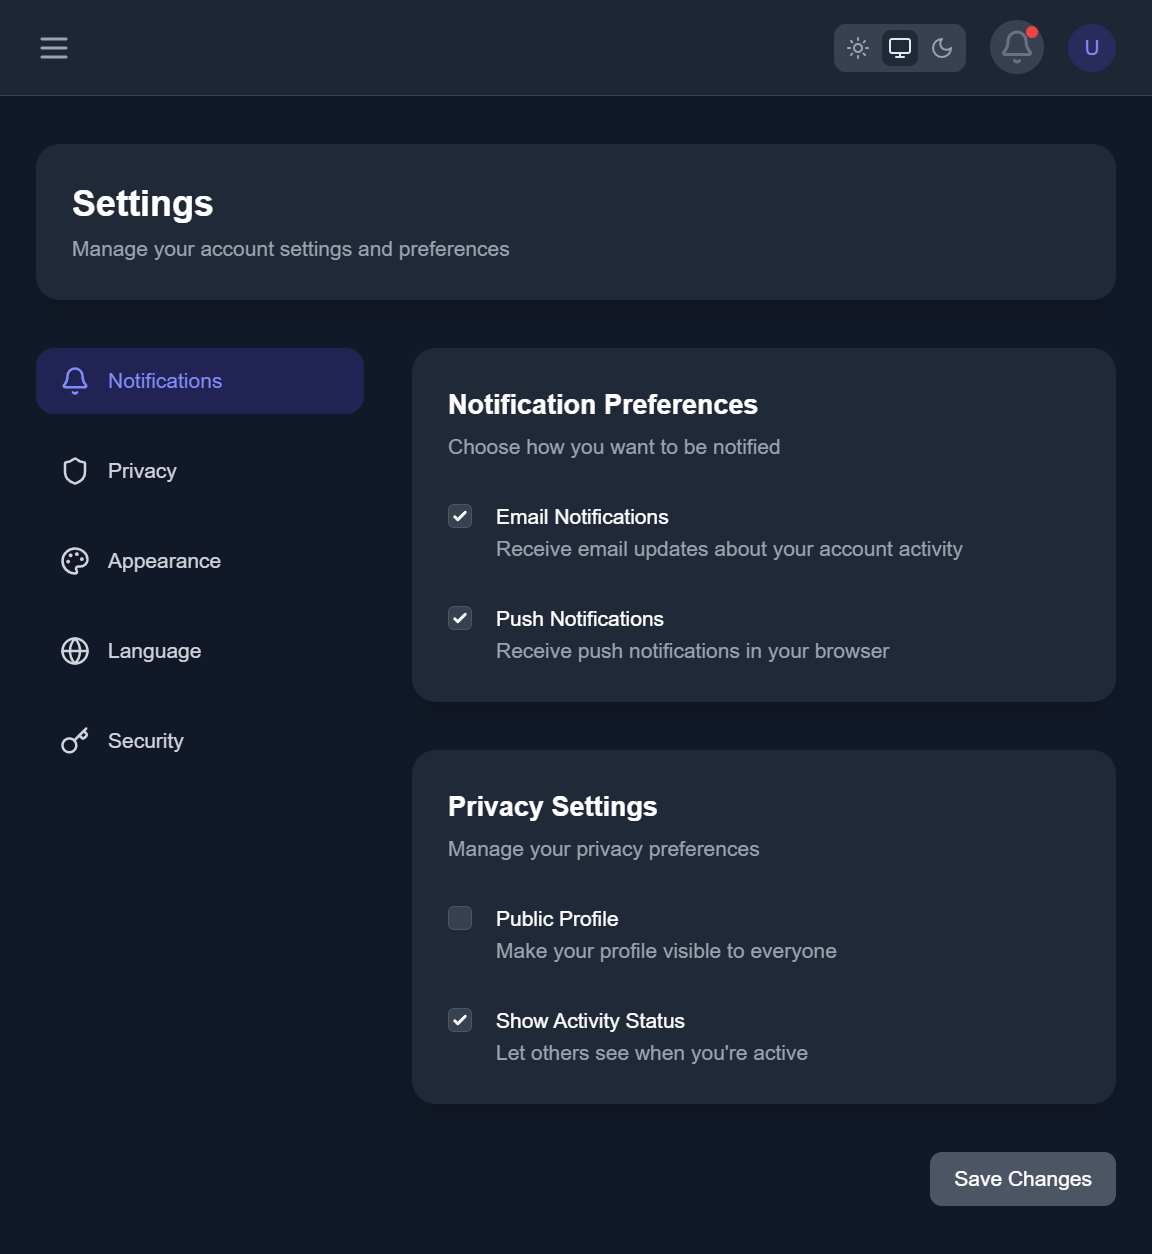 U
Settings
Manage your account settings and preferences
Notifications
Privacy
Appearance
Language
Security
Notification Preferences
Choose how you want to be notified
Email Notifications
Receive email updates about your account activity
Push Notifications
Receive push notifications in your browser
Privacy Settings
Manage your privacy preferences
Public Profile
Make your profile visible to everyone
Show Activity Status
Let others see when you're active
Save Changes